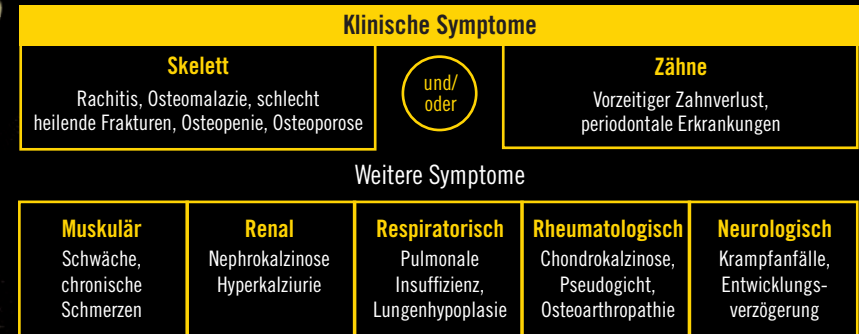 Klinische Symptome
Skelett
Rachitis, Osteomalazie, schlecht
heilende Frakturen, Osteopenie, Osteoporose
und/
oder
Zähne
Vorzeitiger Zahnverlust,
periodontale Erkrankungen
Weitere Symptome
Muskulär
Schwäche,
chronische
Schmerzen
Renal
Nephrokalzinose
Hyperkalziurie
Respiratorisch
Pulmonale
Insuffizienz,
Lungenhypoplasie
Rheumatologisch
Chondrokalzinose,
Pseudogicht,
Osteoarthropathie
Neurologisch
Krampfanfälle,
Entwicklungs-
verzögerung